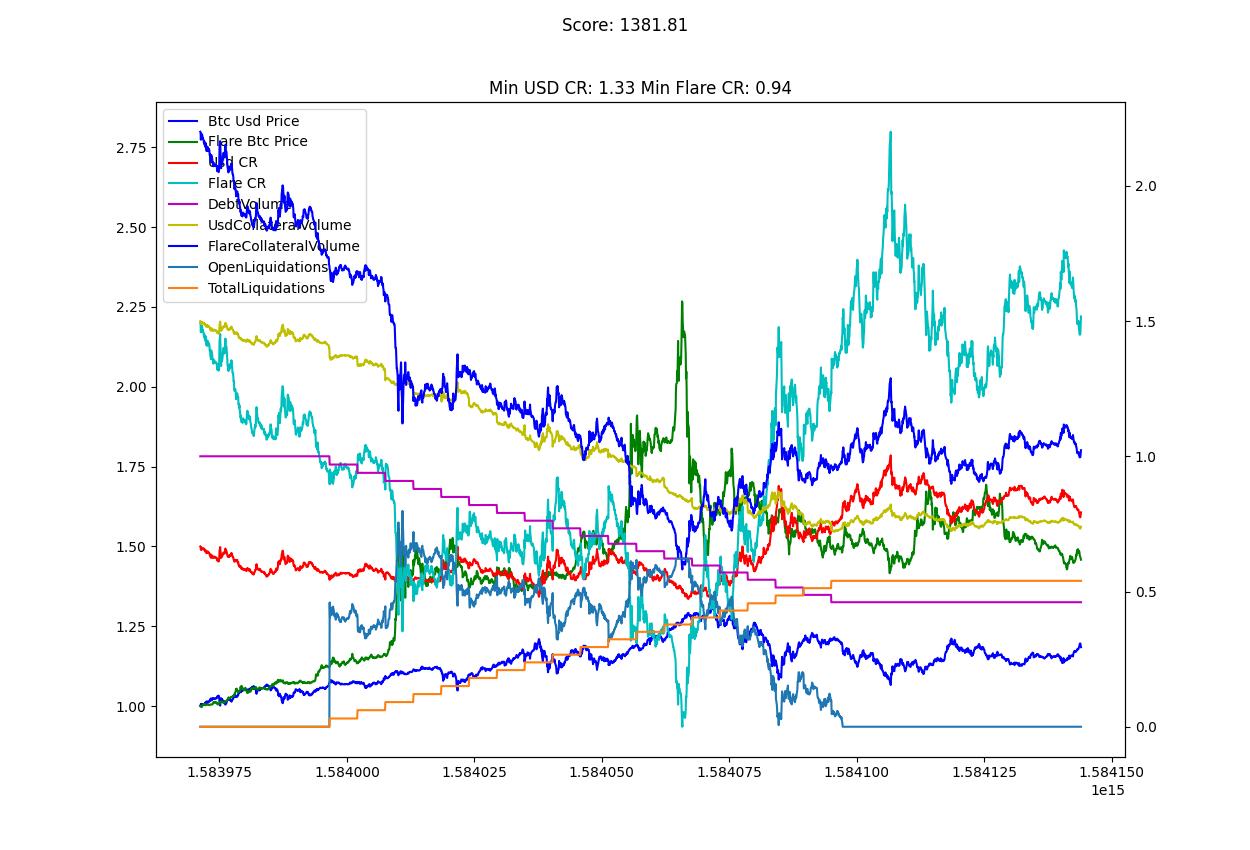 Score: 1381.81
Min USD CR: 1.33 Min Flare CR: 0.94
Btc Usd Price
Flare Btc Price
Usd CR
Flare CR
DebtVolume
UsdCollateralVolume
FlareCollateralVolume
OpenLiquidations
TotalLiquidations
2.75
2.50
2.25
2.00
1.75
1.50
1.25
1.00
2.0
1.5
1.0
0.5
0.0
1.583975
1.584000
1.584025
1.584050
1.584075
1.584100
1.584125
1.584150
1e15